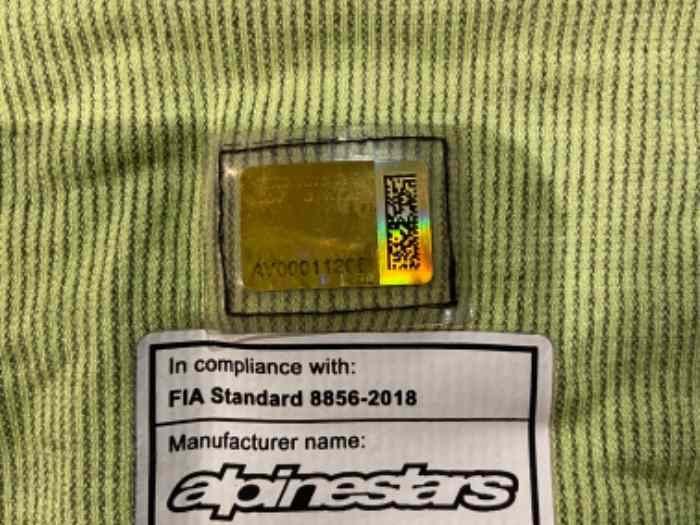 In compliance with:
FIA Standard 8856-2018
Manufacturer name:
alpinestars